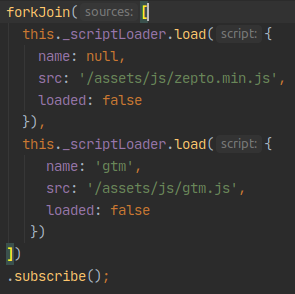 forkJoin( sources: [
  this._scriptLoader.load( script: {
    name: null,
    src: '/assets/js/zepto.min.js',
    loaded: false
  }),
  this._scriptLoader.load( script: {
     name: 'gtm',
     src: '/assets/js/gtm.js',
     loaded: false
   })
])
.subscribe();